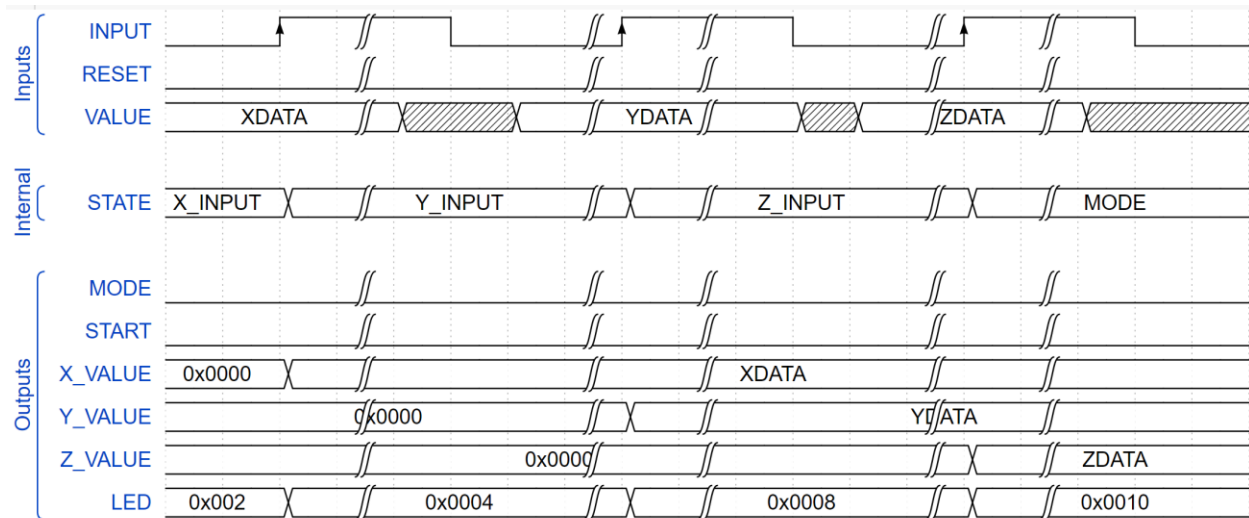 Inputs
INPUT
RESET
VALUE XDATA YDATA ZDATA
Internal
STATE X_INPUT Y_INPUT Z_INPUT MODE
Outputs
MODE
START
X_VALUE 0x0000 XDATA
Y_VALUE 0x0000 YDATA
Z_VALUE 0x0000 ZDATA
LED 0x002 0x0004 0x0008 0x0010